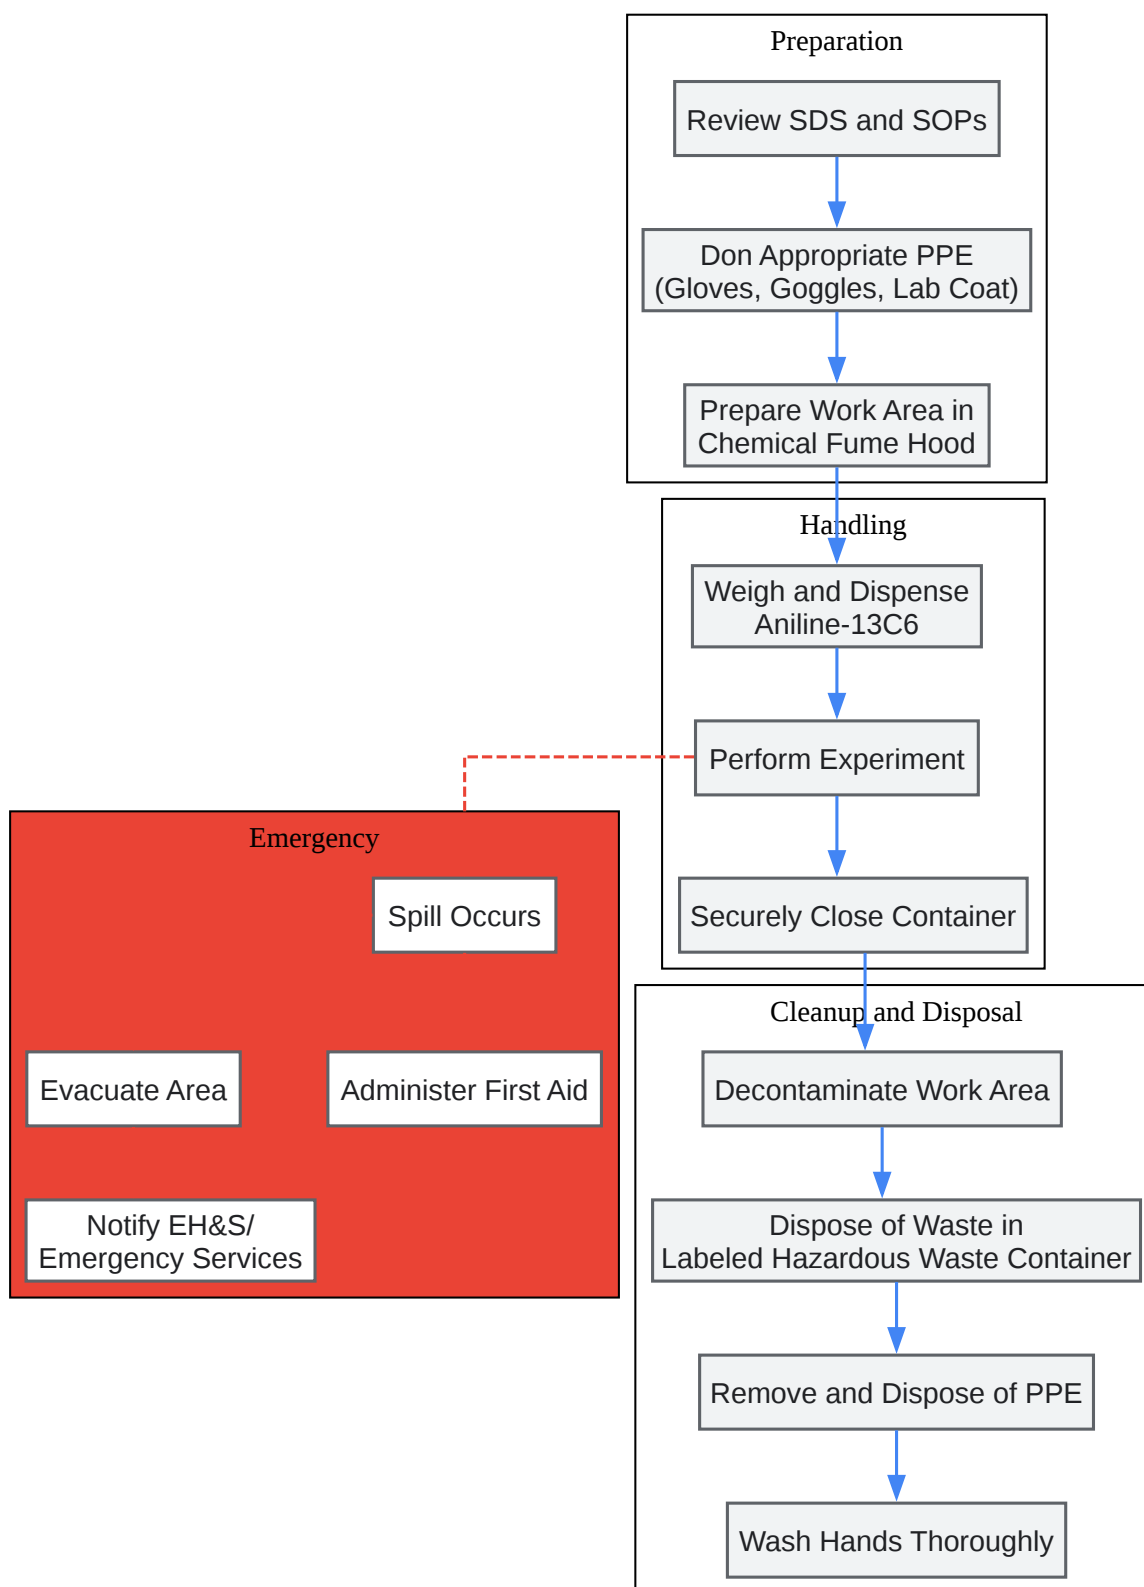 Preparation
Review SDS and SOPs
Don Appropriate PPE
(Gloves, Goggles, Lab Coat)
Prepare Work Area in
Chemical Fume Hood
Handling
Weigh and Dispense
Aniline-13C6
Perform Experiment
Securely Close Container
Emergency
Spill Occurs
Evacuate Area
Administer First Aid
Notify EH&S/
Emergency Services
Cleanup and Disposal
Decontaminate Work Area
Dispose of Waste in
Labeled Hazardous Waste Container
Remove and Dispose of PPE
Wash Hands Thoroughly